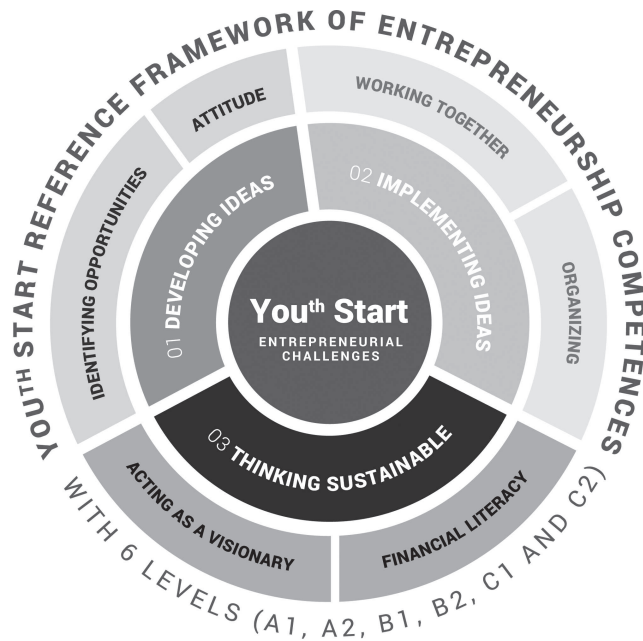 YOUth START REFERENCE FRAMEWORK OF ENTREPRENEURSHIP COMPETENCES
WITH 6 LEVELS (A1, A2, B1, B2, C1 AND C2)
Youth Start
ENTREPRENEURIAL
CHALLENGES
01 DEVELOPING IDEAS
IDENTIFYING OPPORTUNITIES
ATTITUDE
02 IMPLEMENTING IDEAS
WORKING TOGETHER
ORGANIZING
03 THINKING SUSTAINABLE
ACTING AS A VISIONARY
FINANCIAL LITERACY